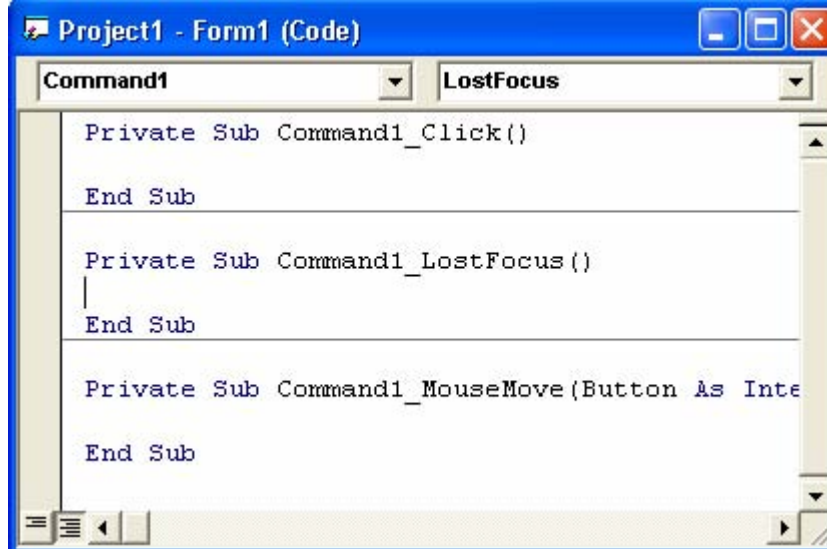 Project1 - Form1 (Code)
Command1 LostFocus
Private Sub Command1_Click()
End Sub
Private Sub Command1_LostFocus()
End Sub
Private Sub Command1_MouseMove(Button As Inte
End Sub